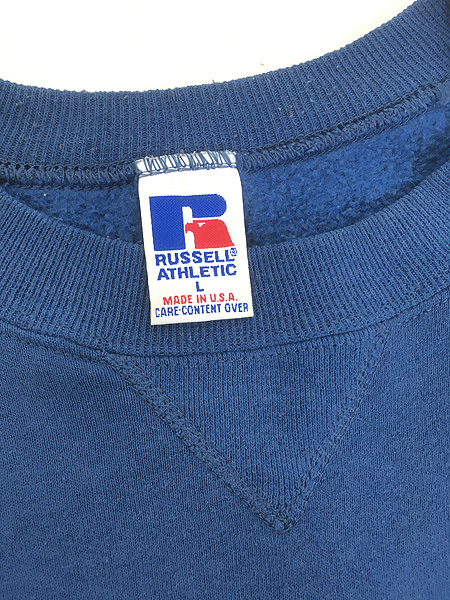 R
RUSSELL®
ATHLETIC
L
MADE IN U.S.A.
CARE·CONTENT OVER